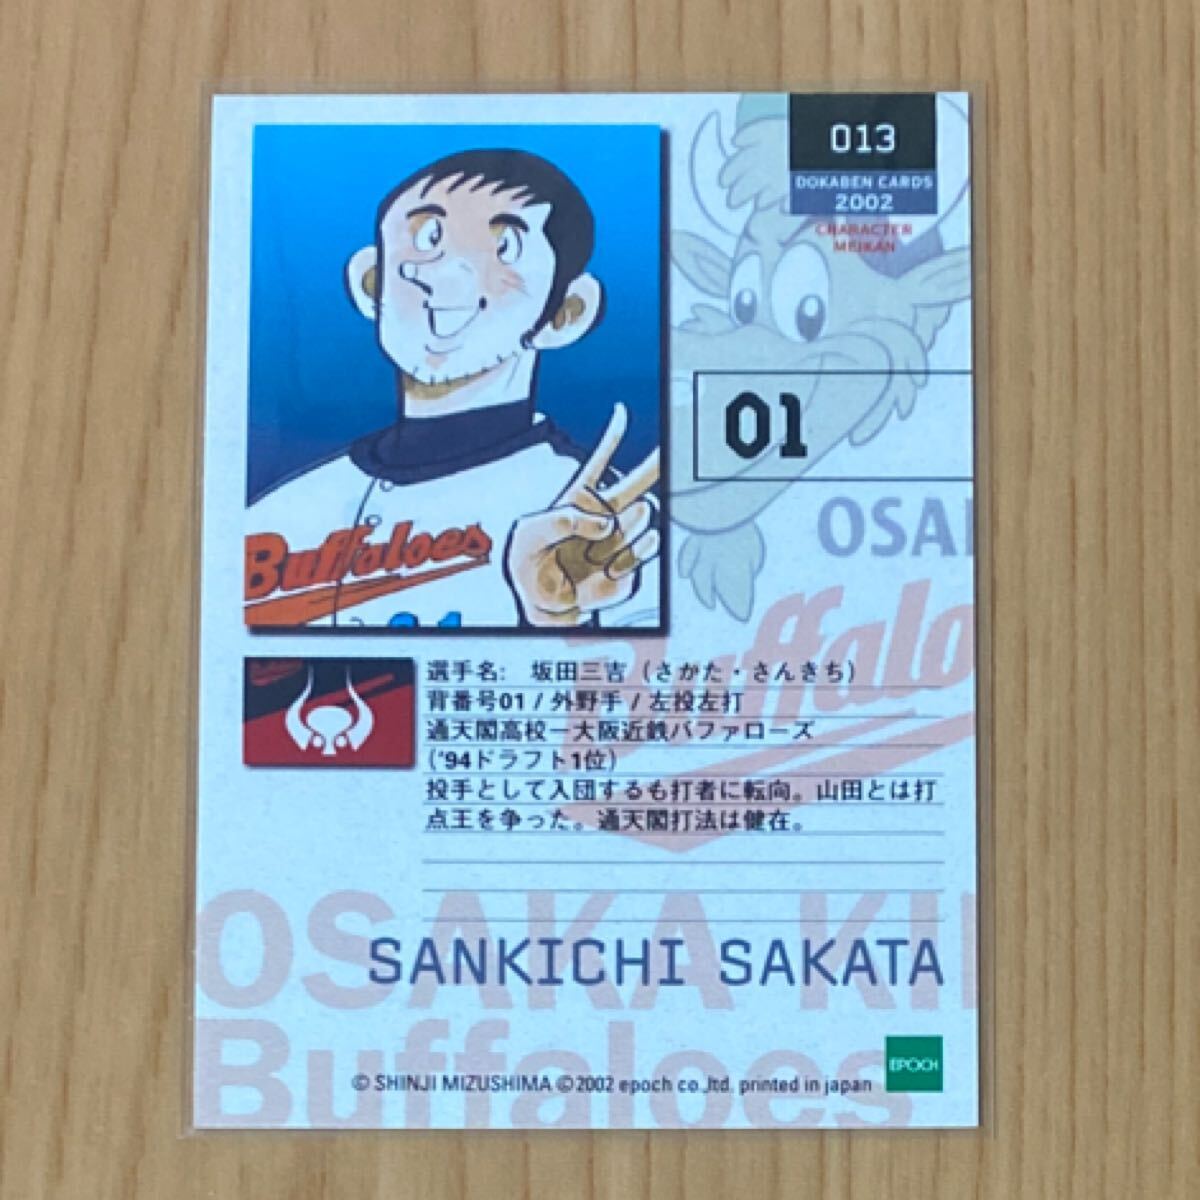 013
DOKABEN CARDS
2002
CHARACTER
MEIKAN
01
OSAK
Buffaloes
Buffalo
選手名: 坂田三吉（さかた・さんきち）
背番号01 / 外野手 / 左投左打
通天閣高校ー大阪近鉄バファローズ
('94ドラフト1位)
投手として入団するも打者に転向。山田とは打
点王を争った。通天閣打法は健在。
OSAKA KIN
SANKICHI SAKATA
Buffaloes
EPOCH
© SHINJI MIZUSHIMA ©2002 epoch co.,ltd. printed in japan